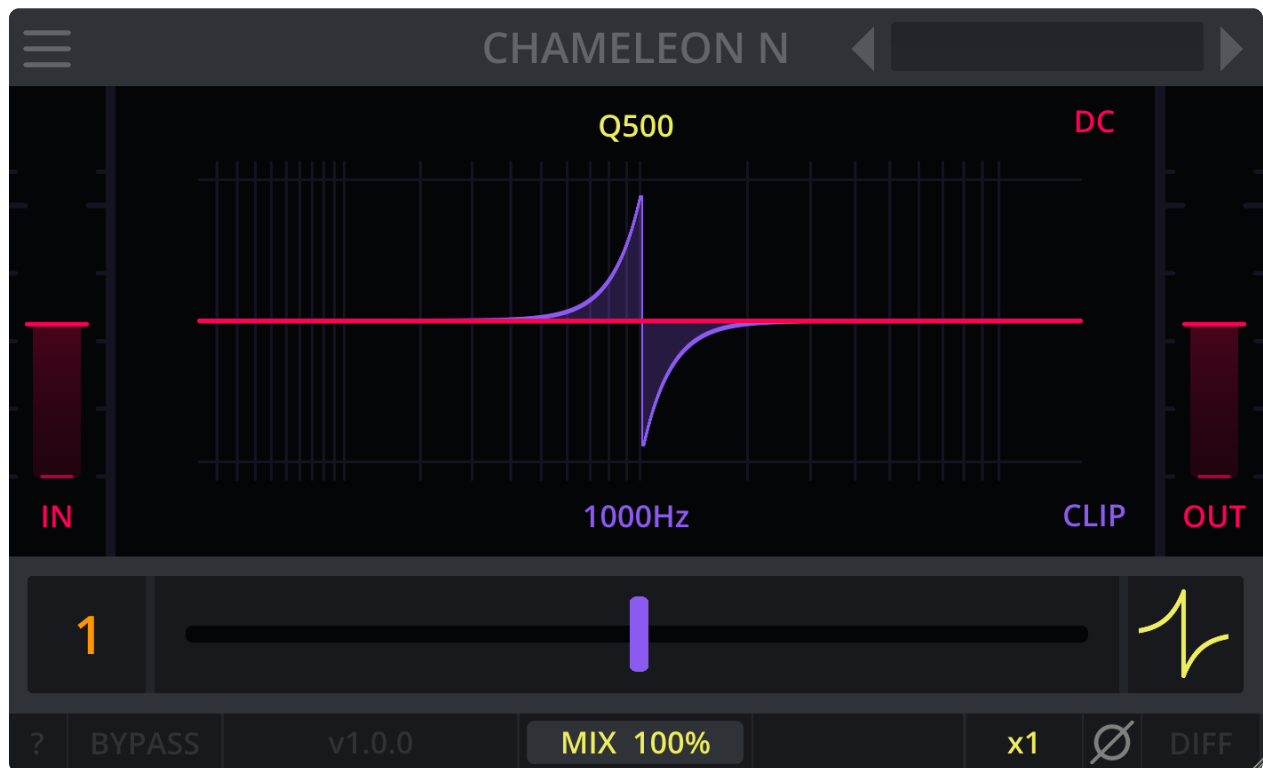 CHAMELEON N
Q500
DC
IN
1000Hz
CLIP
OUT
1
? BYPASS v1.0.0 MIX 100% x1 DIFF